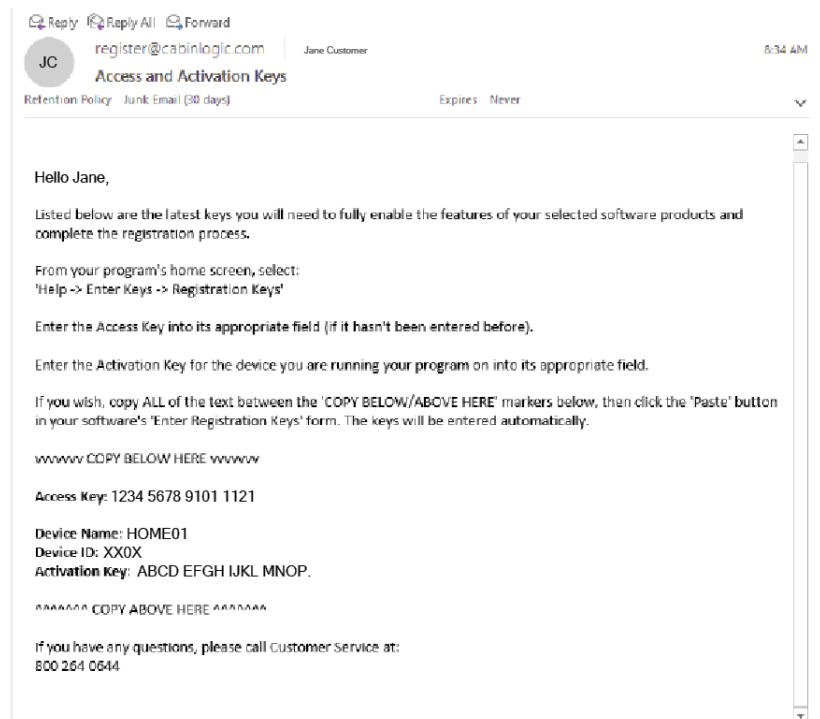 Reply Reply All Forward
JC
register@cabinlogic.com Jane Customer 8:34 AM
Access and Activation Keys
Retention Policy Junk Email (30 days) Expires Never
Hello Jane,
Listed below are the latest keys you will need to fully enable the features of your selected software products and
complete the registration process.
From your program's home screen, select:
'Help -> Enter Keys -> Registration Keys'
Enter the Access Key into its appropriate field (if it hasn't been entered before).
Enter the Activation Key for the device you are running your program on into its appropriate field.
If you wish, copy ALL of the text between the 'COPY BELOW/ABOVE HERE' markers below, then click the 'Paste' button
in your software's 'Enter Registration Keys' form. The keys will be entered automatically.
vvvvvvv COPY BELOW HERE vvvvvvv
Access Key: 1234 5678 9101 1121
Device Name: HOME01
Device ID: XX0X
Activation Key: ABCD EFGH IJKL MNOP.
^^^^^^^ COPY ABOVE HERE ^^^^^^^
If you have any questions, please call Customer Service at:
800 264 0644